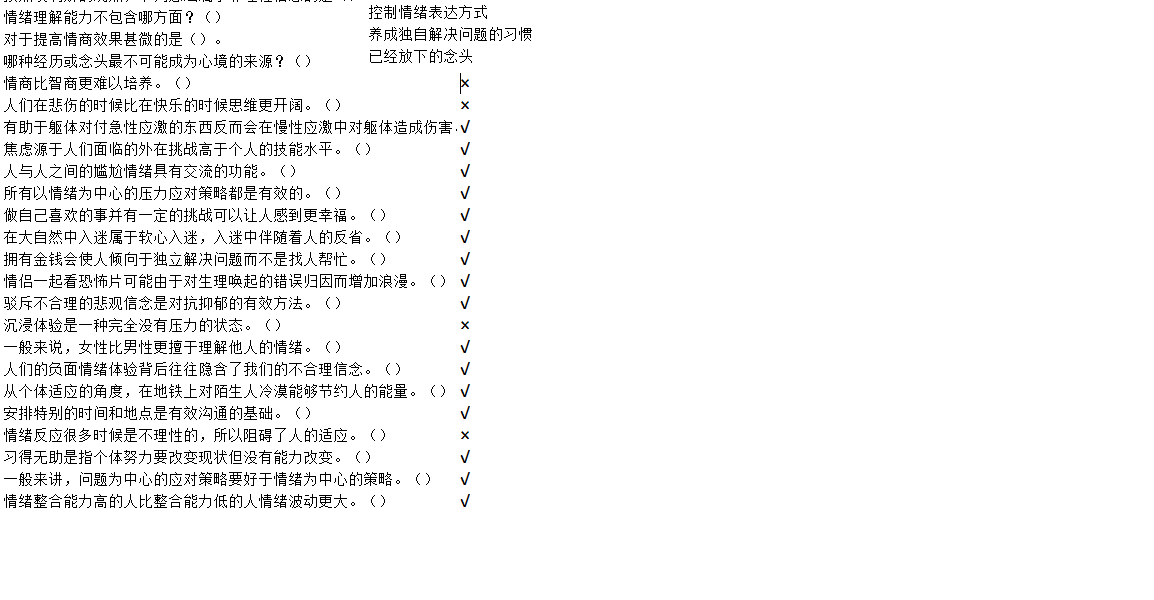 情绪理解能力不包含哪方面？（） 控制情绪表达方式
对于提高情商效果甚微的是（）。 养成独自解决问题的习惯
哪种经历或念头最不可能成为心境的来源？（） 已经放下的念头
情商比智商更难以培养。（） ×
人们在悲伤的时候比在快乐的时候思维更开阔。（） ×
有助于躯体对付急性应激的东西反而会在慢性应激中对躯体造成伤害. √
焦虑源于人们面临的外在挑战高于个人的技能水平。（） √
人与人之间的尴尬情绪具有交流的功能。（） √
所有以情绪为中心的压力应对策略都是有效的。（） √
做自己喜欢的事并有一定的挑战可以让人感到更幸福。（） √
在大自然中入迷属于软心入迷，入迷中伴随着人的反省。（） √
拥有金钱会使人倾向于独立解决问题而不是找人帮忙。（） √
情侣一起看恐怖片可能由于对生理唤起的错误归因而增加浪漫。（） √
驳斥不合理的悲观信念是对抗抑郁的有效方法。（） √
沉浸体验是一种完全没有压力的状态。（） ×
一般来说，女性比男性更擅于理解他人的情绪。（） √
人们的负面情绪体验背后往往隐含了我们的不合理信念。（） √
从个体适应的角度，在地铁上对陌生人冷漠能够节约人的能量。（） √
安排特别的时间和地点是有效沟通的基础。（） √
情绪反应很多时候是不理性的，所以阻碍了人的适应。（） ×
习得无助是指个体努力要改变现状但没有能力改变。（） √
一般来讲，问题为中心的应对策略要好于情绪为中心的策略。（） √
情绪整合能力高的人比整合能力低的人情绪波动更大。（） √